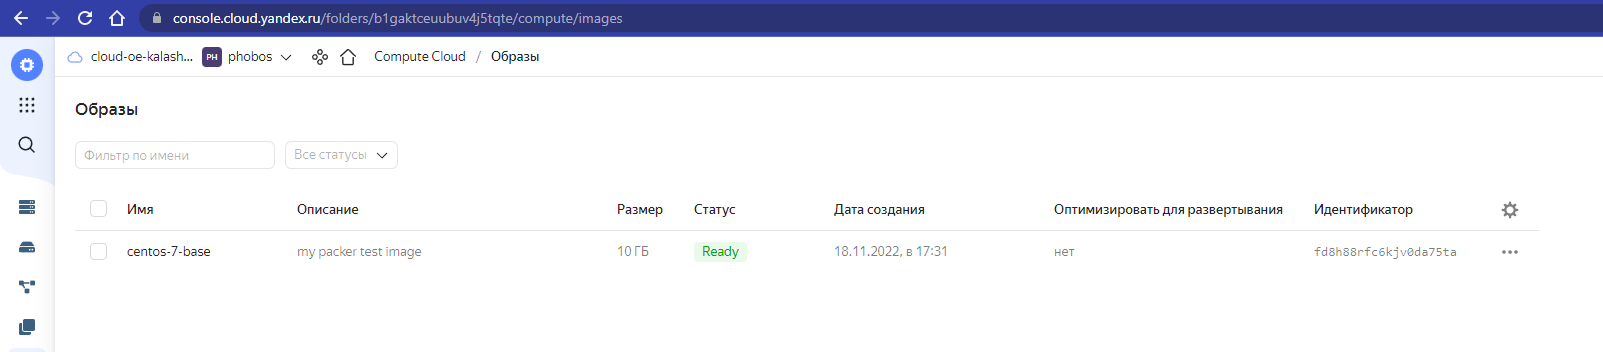 console.cloud.yandex.ru/folders/b1gaktceuubuv4j5tqte/compute/images
cloud-oe-kalash... PH phobos Compute Cloud / Образы
Образы
Фильтр по имени Все статусы
Имя Описание Размер Статус Дата создания Оптимизировать для развертывания Идентификатор
centos-7-base my packer test image 10 ГБ Ready 18.11.2022, в 17:31 нет fd8h88rfc6kjv0da75ta